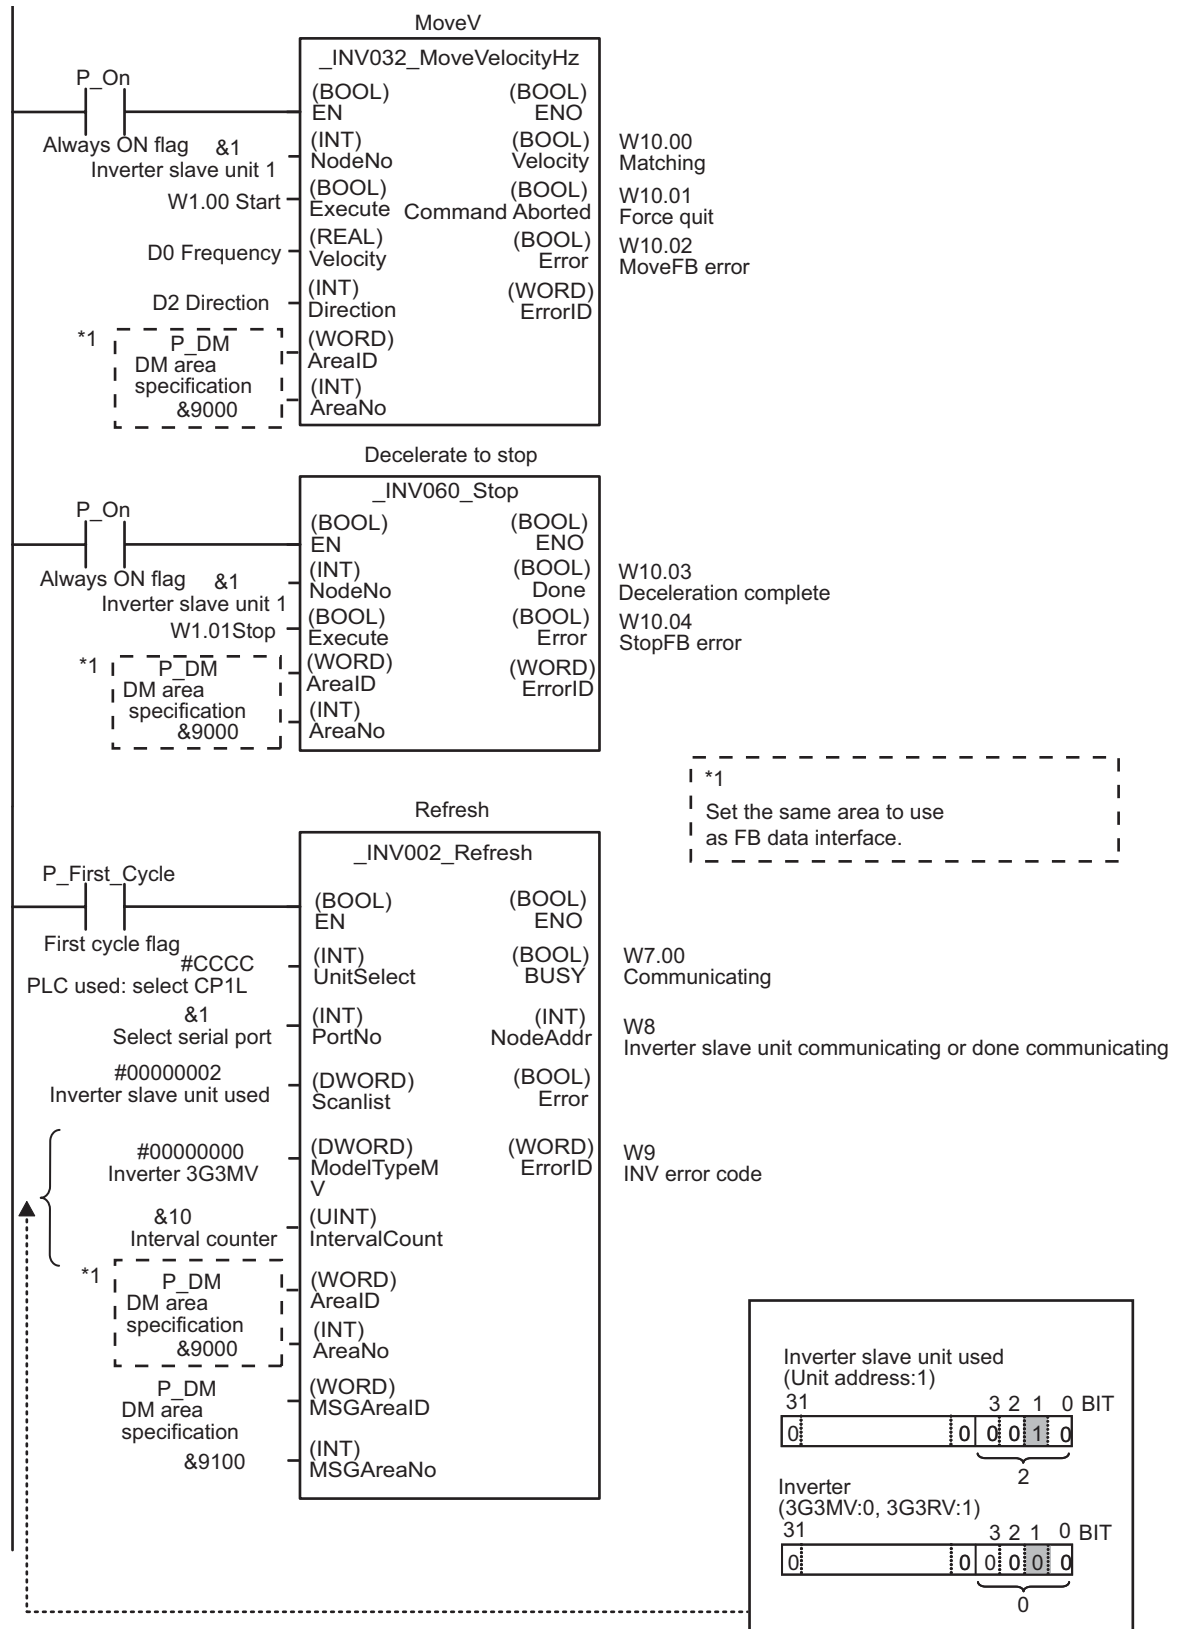 MoveV
_INV032_MoveVelocityHz
P_On
(BOOL) (BOOL)
EN ENO
Always ON flag &1 (INT) (BOOL) W10.00
Inverter slave unit 1 NodeNo Velocity Matching
(BOOL) (BOOL) W10.01
W1.00 Start Execute Command Aborted Force quit
(REAL) (BOOL) W10.02
D0 Frequency Velocity Error MoveFB error
(INT) (WORD)
D2 Direction Direction ErrorID
*1 P_DM (WORD)
DM area AreaID
specification (INT)
&9000 AreaNo
Decelerate to stop
_INV060_Stop
P_On
(BOOL) (BOOL)
EN ENO
Always ON flag &1 (INT) (BOOL) W10.03
Inverter slave unit 1 NodeNo Done Deceleration complete
(BOOL) (BOOL) W10.04
W1.01Stop Execute Error StopFB error
*1 P_DM (WORD) (WORD)
DM area AreaID ErrorID
specification (INT)
&9000 AreaNo
*1
Set the same area to use
as FB data interface.
Refresh
_INV002_Refresh
P_First_Cycle
(BOOL) (BOOL)
EN ENO
First cycle flag
#CCCC (INT) (BOOL) W7.00
PLC used: select CP1L UnitSelect BUSY Communicating
&1 (INT) (INT) W8
Select serial port PortNo NodeAddr Inverter slave unit communicating or done communicating
#00000002 (DWORD) (BOOL)
Inverter slave unit used Scanlist Error
#00000000 (DWORD) (WORD) W9
Inverter 3G3MV ModelTypeM ErrorID INV error code
V
&10 (UINT)
Interval counter IntervalCount
*1 P_DM (WORD)
DM area AreaID
specification (INT)
&9000 AreaNo
P_DM (WORD)
DM area MSGAreaID
specification (INT)
&9100 MSGAreaNo
Inverter slave unit used
(Unit address:1)
31 3 2 1 0 BIT
0 0 0 0 1 0
2
Inverter
(3G3MV:0, 3G3RV:1)
31 3 2 1 0 BIT
0 0 0 0 0 0
0